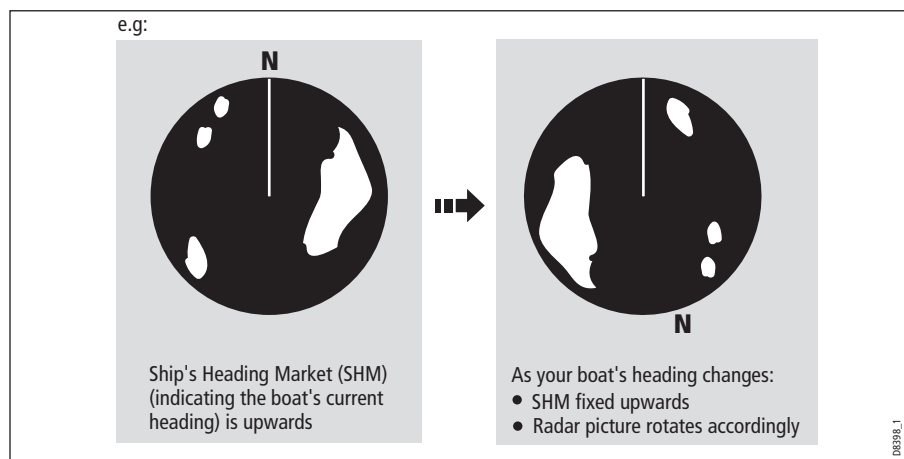 e.g:
N
Ship's Heading Market (SHM)
(indicating the boat's current
heading) is upwards
N
As your boat's heading changes:
● SHM fixed upwards
● Radar picture rotates accordingly
D8398_1